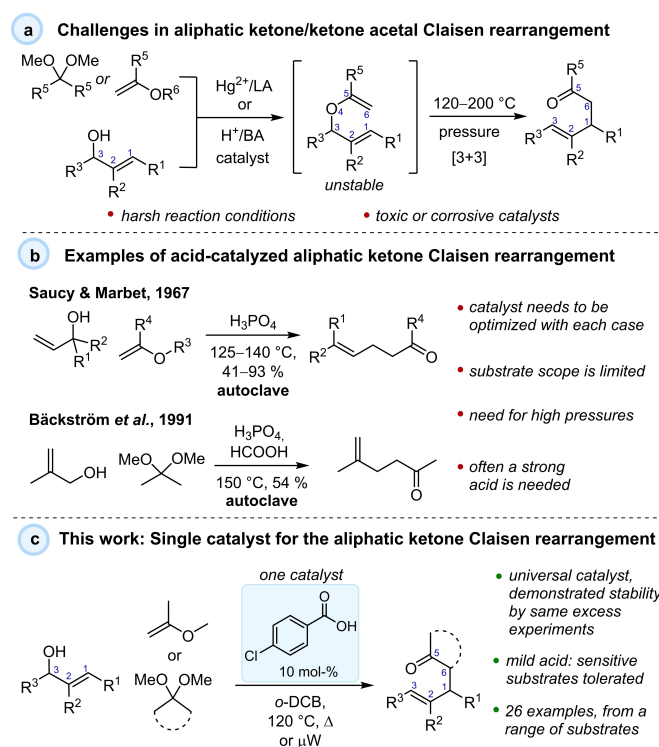 a Challenges in aliphatic ketone/ketone acetal Claisen rearrangement
MeO OMe
R5 R5
or
R5
OR6
OH
3 2 1
R3 R1
R2
Hg2+/LA
or
H+/BA
catalyst
R5
5
O
4 6
3 2 1
R3 R1
R2
unstable
120–200 °C
pressure
[3+3]
R5
5
O 6
3 2 1
R3 R1
R2
• harsh reaction conditions
• toxic or corrosive catalysts
b Examples of acid-catalyzed aliphatic ketone Claisen rearrangement
Saucy & Marbet, 1967
OH
R2
R1
R4
O R3
H3PO4
125–140 °C,
41–93 %
autoclave
R1 R4
R2 O
Bäckström et al., 1991
OH
MeO OMe
H3PO4,
HCOOH
150 °C, 54 %
autoclave
O
• catalyst needs to be
optimized with each case
• substrate scope is limited
• need for high pressures
• often a strong
acid is needed
c This work: Single catalyst for the aliphatic ketone Claisen rearrangement
OH
3 2 1
R3 R1
R2
O
or
MeO OMe
one catalyst
O
OH
Cl
10 mol-%
o-DCB,
120 °C, Δ
or μW
5
O 6
3 2 1
R3 R1
R2
• universal catalyst,
demonstrated stability
by same excess
experiments
• mild acid: sensitive
substrates tolerated
• 26 examples, from a
range of substrates